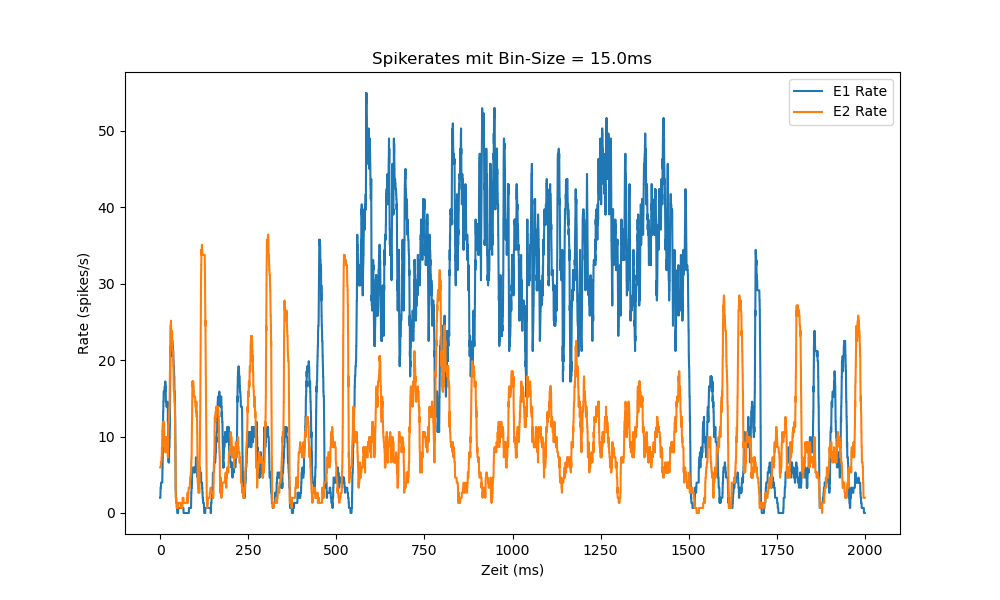 Spikerates mit Bin-Size = 15.0ms
E1 Rate
E2 Rate
50
40
30
20
10
0
Rate (spikes/s)
0 250 500 750 1000 1250 1500 1750 2000
Zeit (ms)